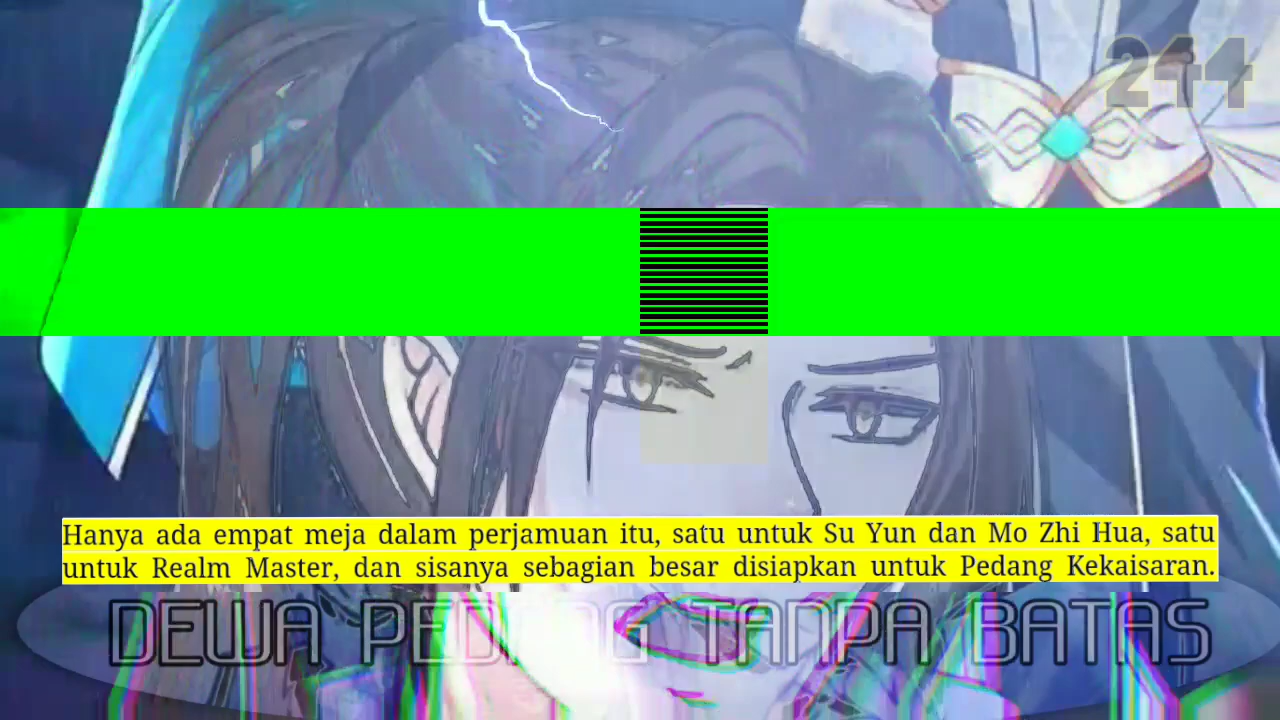 244
Hanya ada empat meja dalam perjamuan itu, satu untuk Su Yun dan Mo Zhi Hua, satu
untuk Realm Master, dan sisanya sebagian besar disiapkan untuk Pedang Kekaisaran.
DEWA PEDANG TANPA BATAS